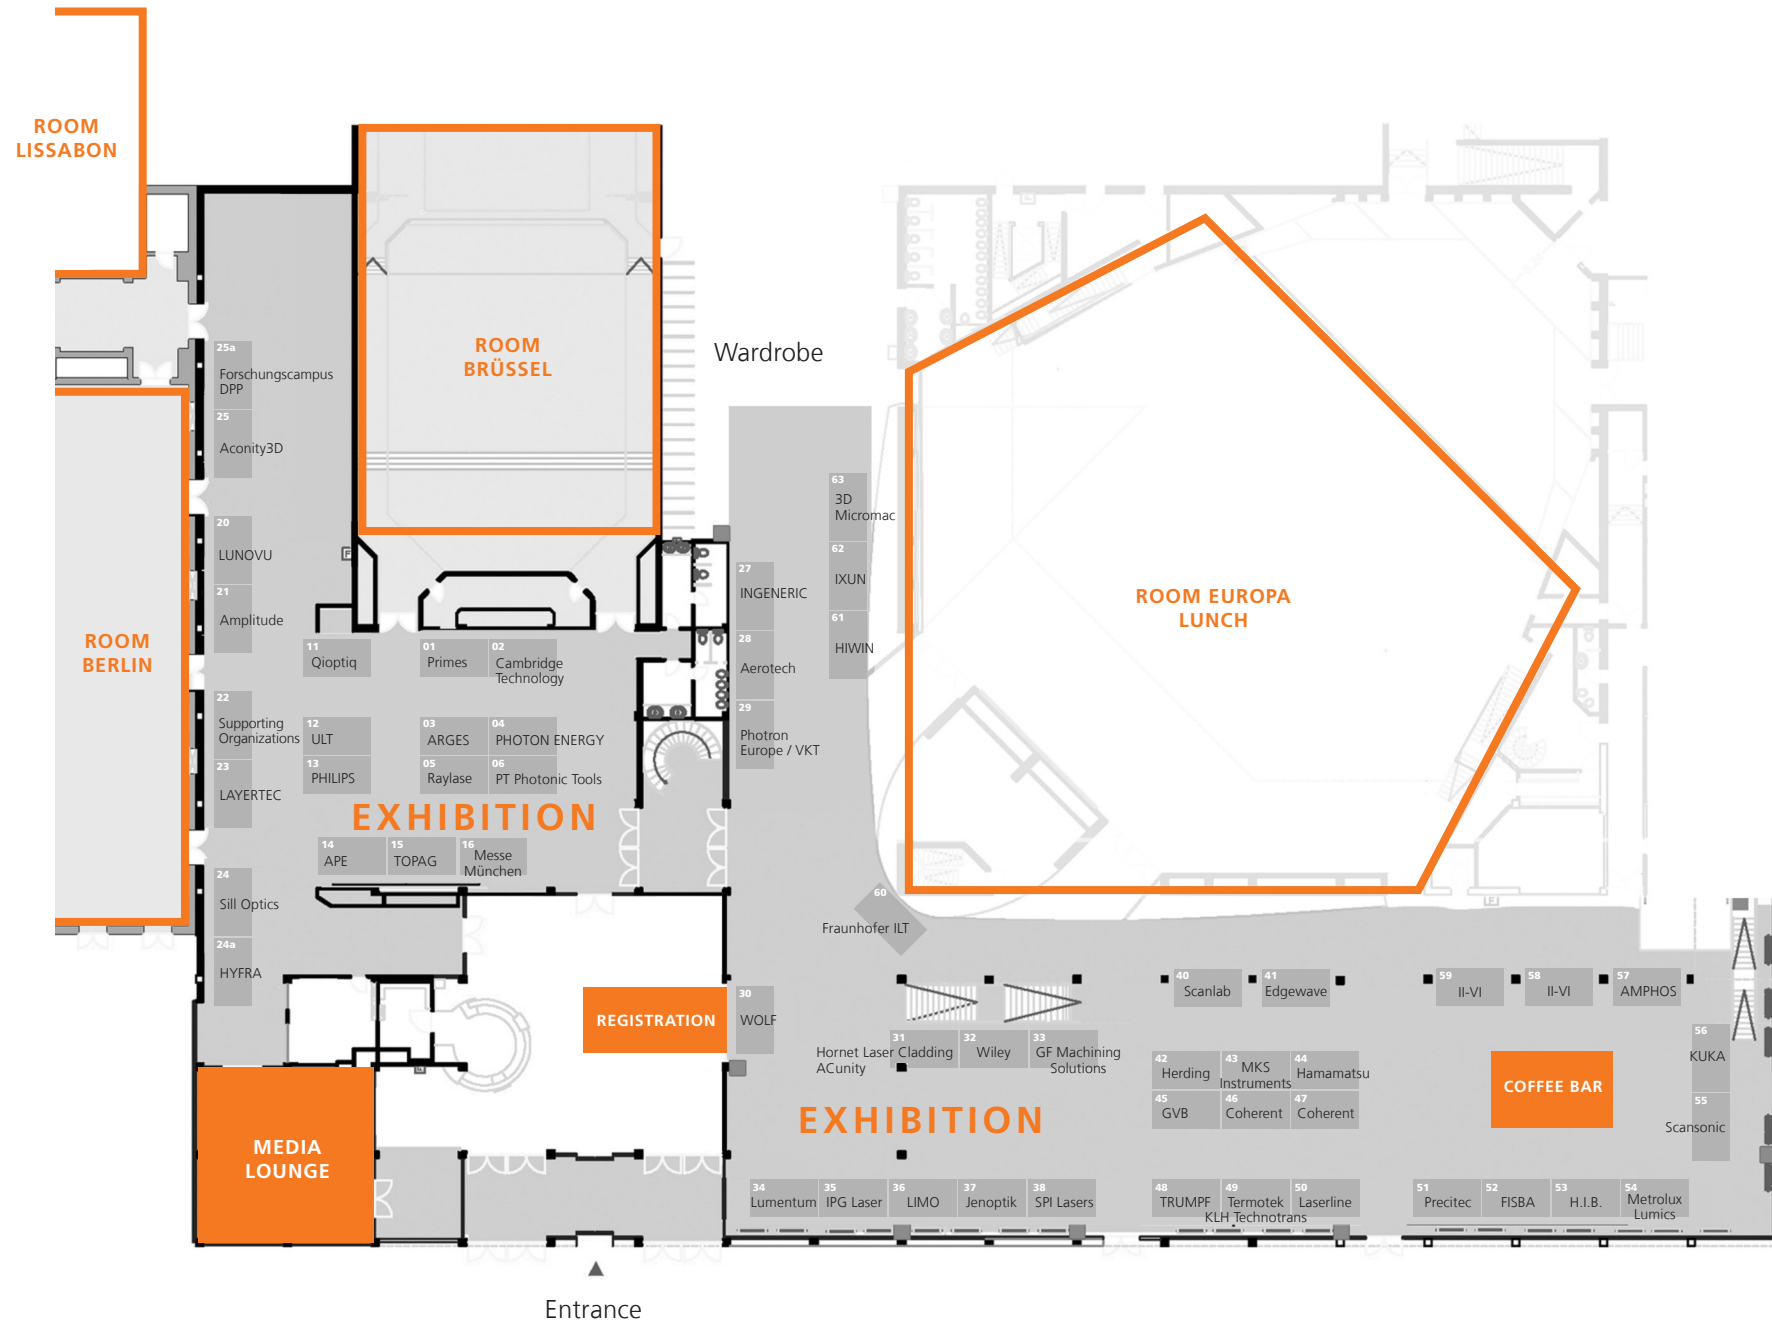 ROOM
LISSABON
ROOM
BRÜSSEL
Wardrobe
25a
Forschungscampus
DPP
25
Aconity3D
20
LUNOVU
21
Amplitude
ROOM
BERLIN
22
Supporting
Organizations
23
LAYERTEC
24
Sill Optics
24a
HYFRA
11
Qioptiq
01
Primes
02
Cambridge
Technology
12
ULT
13
PHILIPS
03
ARGES
04
PHOTON ENERGY
05
Raylase
06
PT Photonic Tools
EXHIBITION
14
APE
15
TOPAG
16
Messe
München
27
INGENERIC
28
Aerotech
29
Photron
Europe / VKT
63
3D
Micromac
62
IXUN
61
HIWIN
ROOM EUROPA
LUNCH
60
Fraunhofer ILT
REGISTRATION
30
WOLF
31
Hornet Laser Cladding
ACunity
32
Wiley
33
GF Machining
Solutions
40
Scanlab
41
Edgewave
59
II-VI
58
II-VI
57
AMPHOS
42
Herding
43
MKS
Instruments
44
Hamamatsu
45
GVB
46
Coherent
47
Coherent
COFFEE BAR
56
KUKA
55
Scansonic
EXHIBITION
MEDIA
LOUNGE
34
Lumentum
35
IPG Laser
36
LIMO
37
Jenoptik
38
SPI Lasers
48
TRUMPF
49
Termotek
KLH Technotrans
50
Laserline
51
Precitec
52
FISBA
53
H.I.B.
54
Metrolux
Lumics
Entrance